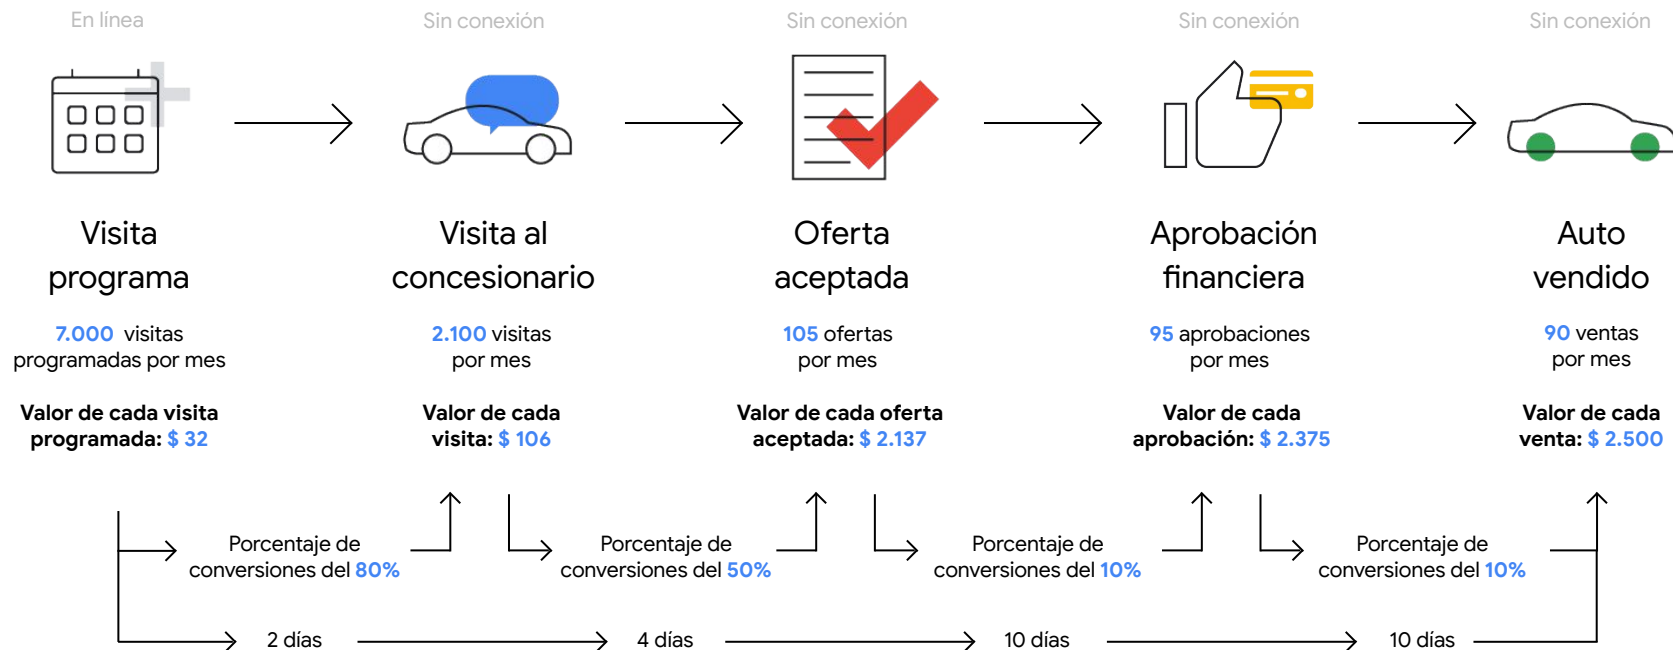 En línea
Sin conexión
Sin conexión
Sin conexión
Sin conexión
Visita
programa
Visita al
concesionario
Oferta
aceptada
Aprobación
financiera
Auto
vendido
7.000 visitas
programadas por mes
2.100 visitas
por mes
105 ofertas
por mes
95 aprobaciones
por mes
90 ventas
por mes
Valor de cada visita
programada: $ 32
Valor de cada
visita: $ 106
Valor de cada oferta
aceptada: $ 2.137
Valor de cada
aprobación: $ 2.375
Valor de cada
venta: $ 2.500
Porcentaje de
conversiones del 80%
Porcentaje de
conversiones del 50%
Porcentaje de
conversiones del 10%
Porcentaje de
conversiones del 10%
2 días
4 días
10 días
10 días